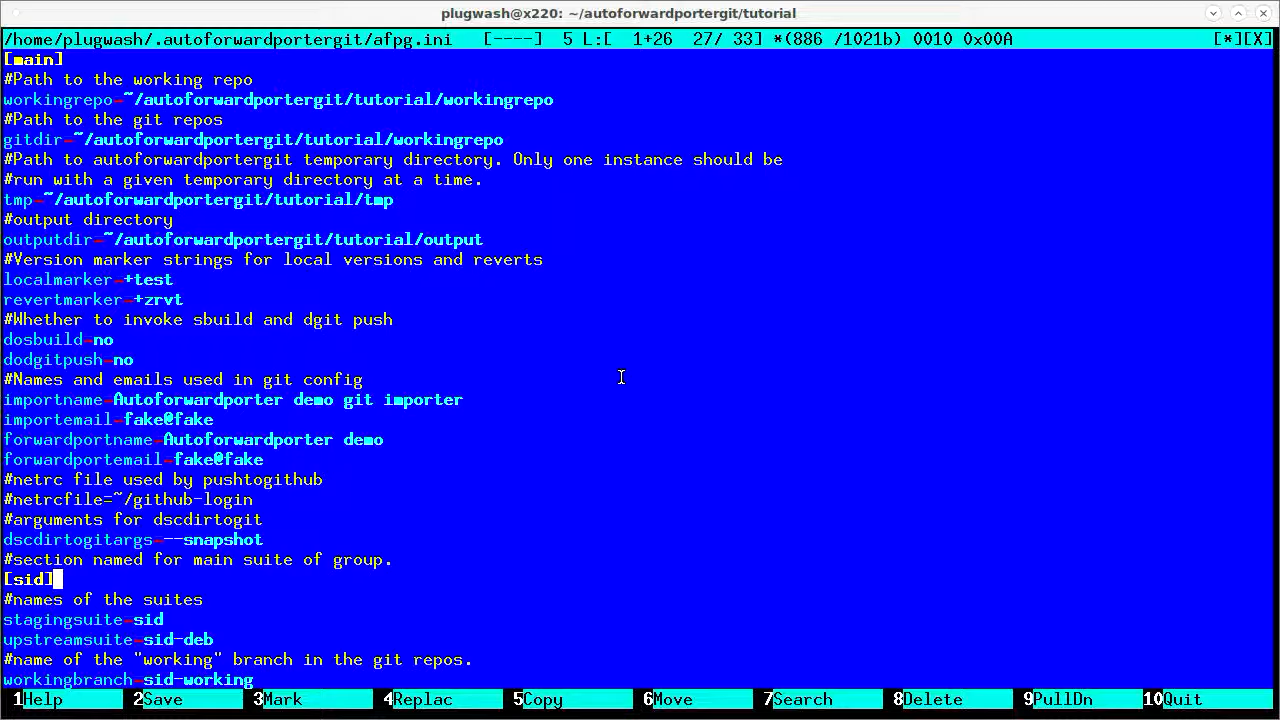 plugwash@x220: ~/autoforwardportergit/tutorial
/home/plugwash/.autoforwardportergit/afpg.ini   [----]  5 L:[  1+26  27/ 33] *(886 /1021b) 0010 0x00A                    [*][X]
[main]
#Path to the working repo
workingrepo=~/autoforwardportergit/tutorial/workingrepo
#Path to the git repos
gitdir=~/autoforwardportergit/tutorial/workingrepo
#Path to autoforwardportergit temporary directory. Only one instance should be
#run with a given temporary directory at a time.
tmp=~/autoforwardportergit/tutorial/tmp
#output directory
outputdir=~/autoforwardportergit/tutorial/output
#Version marker strings for local versions and reverts
localmarker=+test
revertmarker=+zrvt
#Whether to invoke sbuild and dgit push
dosbuild=no
dodgitpush=no
#Names and emails used in git config
importname=Autoforwardporter demo git importer
importemail=fake@fake
forwardportname=Autoforwardporter demo
forwardportemail=fake@fake
#netrc file used by pushtogithub
#netrcfile=~/github-login
#arguments for dscdirtogit
dscdirtogitargs=--snapshot
#section named for main suite of group.
[sid]
#names of the suites
stagingsuite=sid
upstreamsuite=sid-deb
#name of the "working" branch in the git repos.
workingbranch=sid-working
1Help 2Save 3Mark 4Replac 5Copy 6Move 7Search 8Delete 9PullDn 10Quit